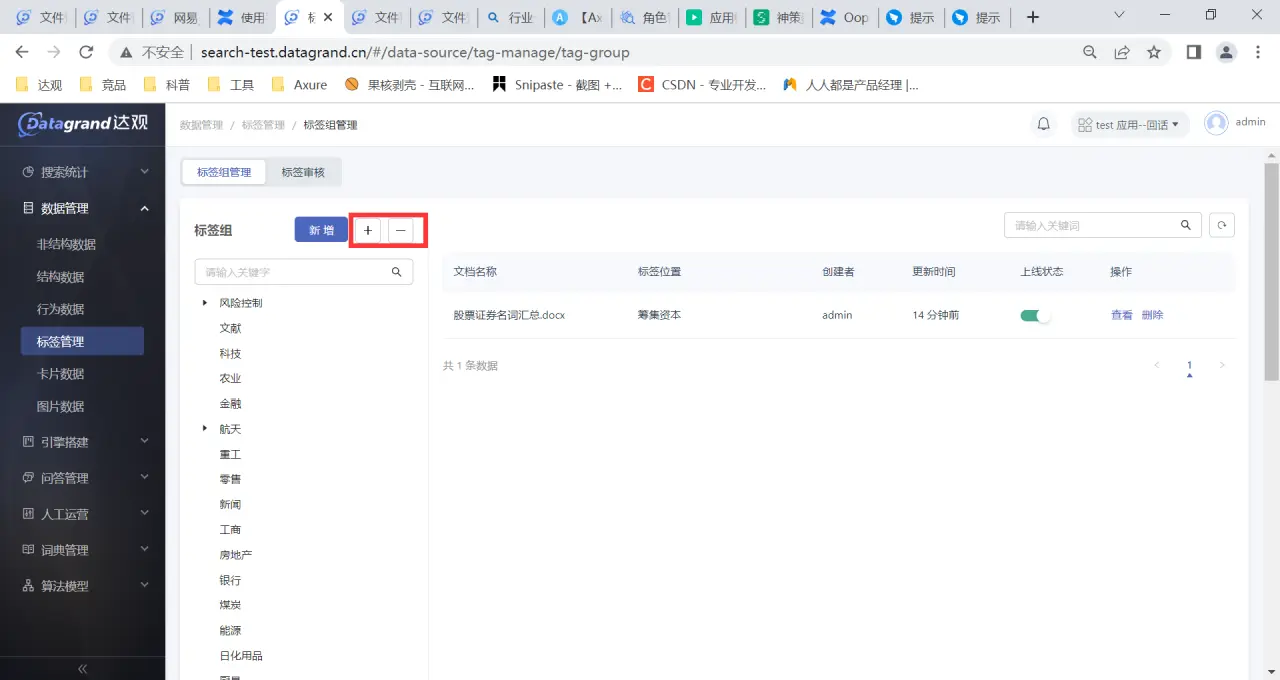 文件
文件
网易
使用
标
文件
文件
行业
【Ax
角色
应用
神策
Oop
提示
提示
不安全 search-test.datagrand.cn/#/data-source/tag-manage/tag-group
达观 竞品 科普 工具 Axure 果核剥壳 - 互联网... Snipaste - 截图 +... CSDN - 专业开发... 人人都是产品经理 |...
Datagrand达观
搜索统计
数据管理
非结构数据
结构数据
行为数据
标签管理
卡片数据
图片数据
引擎搭建
问答管理
人工运营
词典管理
算法模型
数据管理 / 标签管理 / 标签组管理
test 应用--回话
admin
标签组管理 标签审核
标签组 新 增 + −
请输入关键字
风险控制
文献
科技
农业
金融
航天
重工
零售
新闻
工商
房地产
银行
煤炭
能源
日化用品
请输入关键词
文档名称 标签位置 创建者 更新时间 上线状态 操作
股票证券名词汇总.docx 筹集资本 admin 14 分钟前 查看 删除
共 1 条数据
1